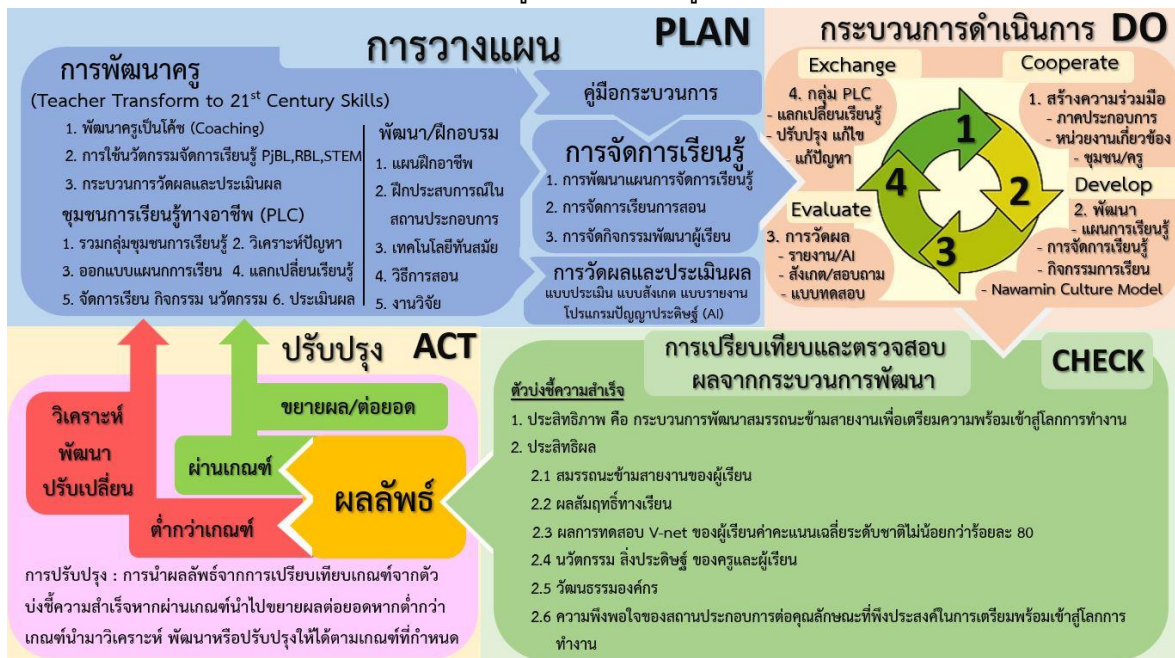 การวางแผน PLAN
การพัฒนาครู
(Teacher Transform to 21st Century Skills)
1. พัฒนาครูเป็นโค้ช (Coaching)
2. การใช้นวัตกรรมจัดการเรียนรู้ PjBL,RBL,STEM
3. กระบวนการวัดผลและประเมินผล
ชุมชนการเรียนรู้ทางอาชีพ (PLC)
1. รวมกลุ่มชุมชนการเรียนรู้ 2. วิเคราะห์ปัญหา
3. ออกแบบแผนกการเรียน 4. แลกเปลี่ยนเรียนรู้
5. จัดการเรียน กิจกรรม นวัตกรรม 6. ประเมินผล
พัฒนา/ฝึกอบรม
1. แผนฝึกอาชีพ
2. ฝึกประสบการณ์ใน
สถานประกอบการ
3. เทคโนโลยีทันสมัย
4. วิธีการสอน
5. งานวิจัย
คู่มือกระบวนการ
การจัดการเรียนรู้
1. การพัฒนาแผนการจัดการเรียนรู้
2. การจัดการเรียนการสอน
3. การจัดกิจกรรมพัฒนาผู้เรียน
การวัดผลและประเมินผล
แบบประเมิน แบบสังเกต แบบรายงาน
โปรแกรมปัญญาประดิษฐ์ (AI)
กระบวนการดำเนินการ DO
Exchange
4. กลุ่ม PLC
- แลกเปลี่ยนเรียนรู้
- ปรับปรุง แก้ไข
- แก้ปัญหา
Cooperate
1. สร้างความร่วมมือ
- ภาคประกอบการ
- หน่วยงานเกี่ยวข้อง
- ชุมชน/ครู
1
2
3
4
Evaluate
3. การวัดผล
- รายงาน/AI
- สังเกต/สอบถาม
- แบบทดสอบ
Develop
2. พัฒนา
- แผนการเรียนรู้
- การจัดการเรียนรู้
- กิจกรรมการเรียน
- Nawamin Culture Model
ปรับปรุง ACT
วิเคราะห์
พัฒนา
ปรับเปลี่ยน
ขยายผล/ต่อยอด
ผ่านเกณฑ์
ต่ำกว่าเกณฑ์
ผลลัพธ์
การปรับปรุง : การนำผลลัพธ์จากการเปรียบเทียบเกณฑ์จากตัว
บ่งชี้ความสำเร็จหากผ่านเกณฑ์นำไปขยายผลต่อยอดหากต่ำกว่า
เกณฑ์นำมาวิเคราะห์ พัฒนาหรือปรับปรุงให้ได้ตามเกณฑ์ที่กำหนด
การเปรียบเทียบและตรวจสอบ
ผลจากกระบวนการพัฒนา
CHECK
ตัวบ่งชี้ความสำเร็จ
1. ประสิทธิภาพ คือ กระบวนการพัฒนาสมรรถนะข้ามสายงานเพื่อเตรียมความพร้อมเข้าสู่โลกการทำงาน
2. ประสิทธิผล
2.1 สมรรถนะข้ามสายงานของผู้เรียน
2.2 ผลสัมฤทธิ์ทางเรียน
2.3 ผลการทดสอบ V-net ของผู้เรียนค่าคะแนนเฉลี่ยระดับชาติไม่น้อยกว่าร้อยละ 80
2.4 นวัตกรรม สิ่งประดิษฐ์ ของครูและผู้เรียน
2.5 วัฒนธรรมองค์กร
2.6 ความพึงพอใจของสถานประกอบการต่อคุณลักษณะที่พึงประสงค์ในการเตรียมพร้อมเข้าสู่โลกการ
ทำงาน